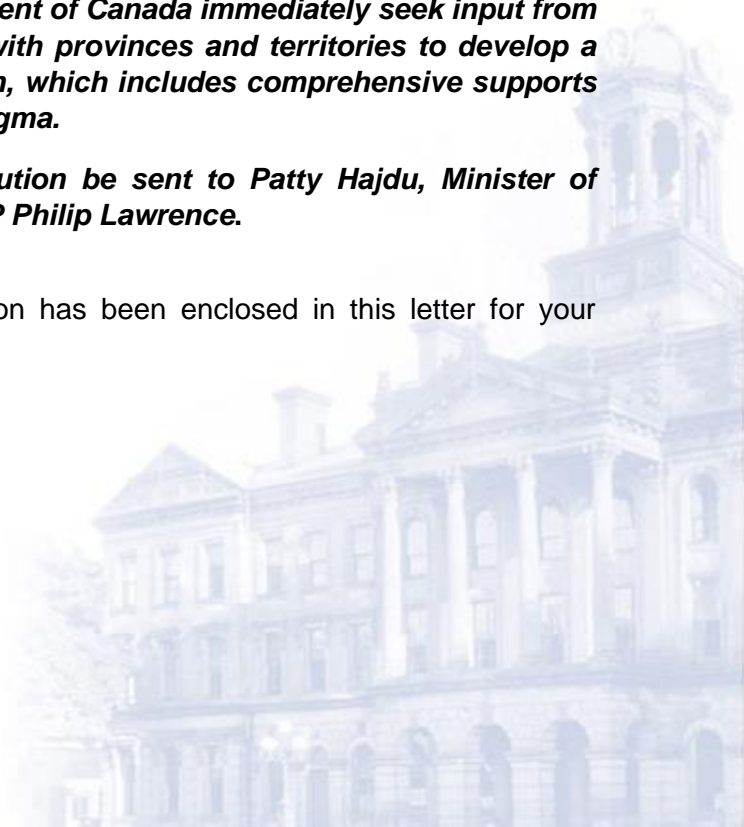 ent of Canada immediately seek input from
with provinces and territories to develop a
n, which includes comprehensive supports
gma.
ution be sent to Patty Hajdu, Minister of
P Philip Lawrence.
on has been enclosed in this letter for your